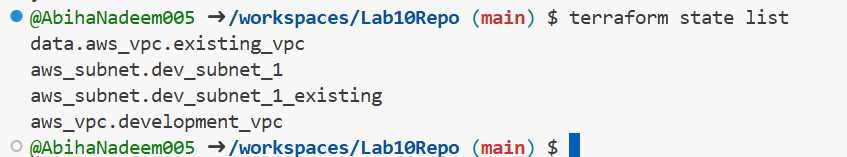 @AbihaNadeem005 ➜/workspaces/Lab10Repo (main) $ terraform state list
data.aws_vpc.existing_vpc
aws_subnet.dev_subnet_1
aws_subnet.dev_subnet_1_existing
aws_vpc.development_vpc
@AbihaNadeem005 ➜/workspaces/Lab10Repo (main) $